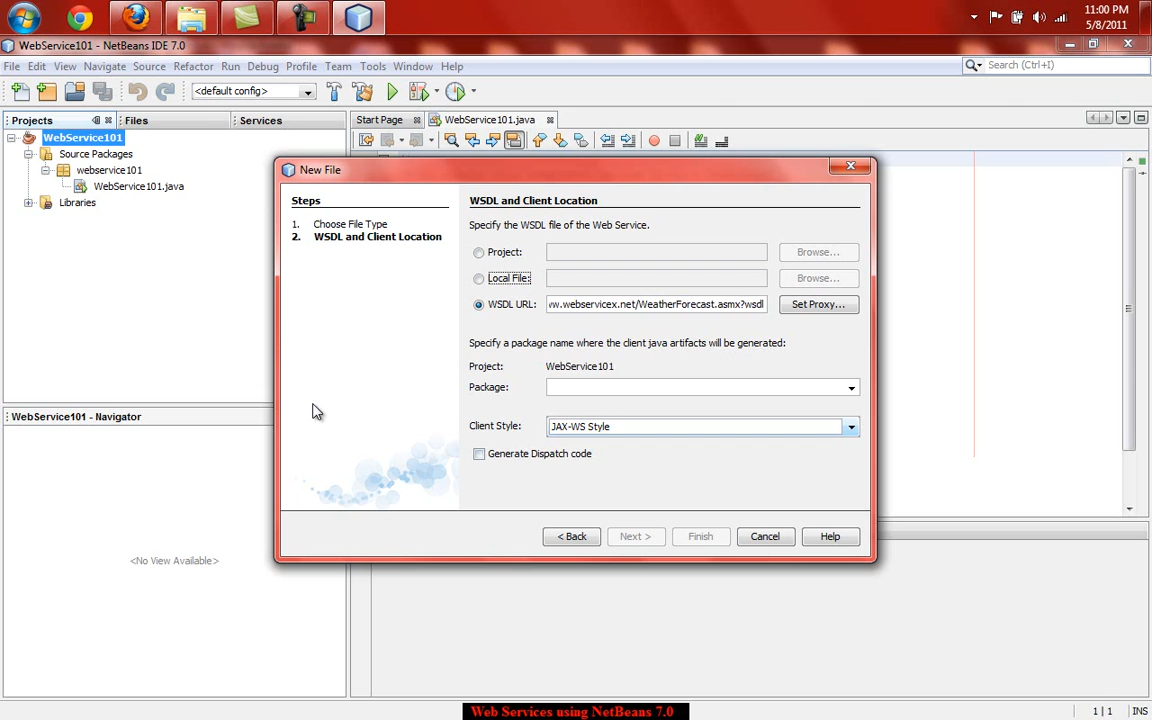 11:00 PM
5/8/2011
WebService101 - NetBeans IDE 7.0
File Edit View Navigate Source Refactor Run Debug Profile Team Tools Window Help
Search (Ctrl+I)
<default config>
Projects Files Services
Start Page WebService101.java
WebService101
Source Packages
webservice101
WebService101.java
Libraries
New File
Steps
1. Choose File Type
2. WSDL and Client Location
WSDL and Client Location
Specify the WSDL file of the Web Service.
Project: Browse...
Local File: Browse...
WSDL URL: vw.webservicex.net/WeatherForecast.asmx?wsdl Set Proxy...
Specify a package name where the client java artifacts will be generated:
Project: WebService101
Package:
Client Style: JAX-WS Style
Generate Dispatch code
< Back Next > Finish Cancel Help
WebService101 - Navigator
<No View Available>
Web Services using NetBeans 7.0
1 | 1 INS